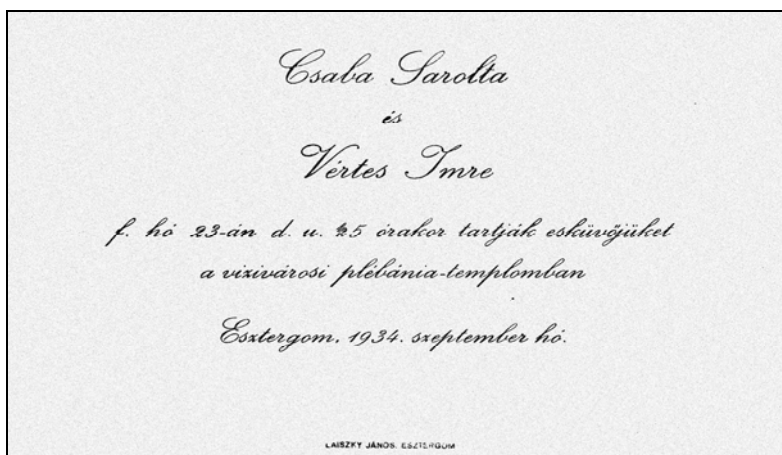 Csaba Sarolta
és
Vértes Imre
f. hó 23-án d. u. ½5 órakor tartják esküvőjüket
a vizivárosi plébánia-templomban
Esztergom, 1934. szeptember hó.
LAISZKY JÁNOS, ESZTERGOM